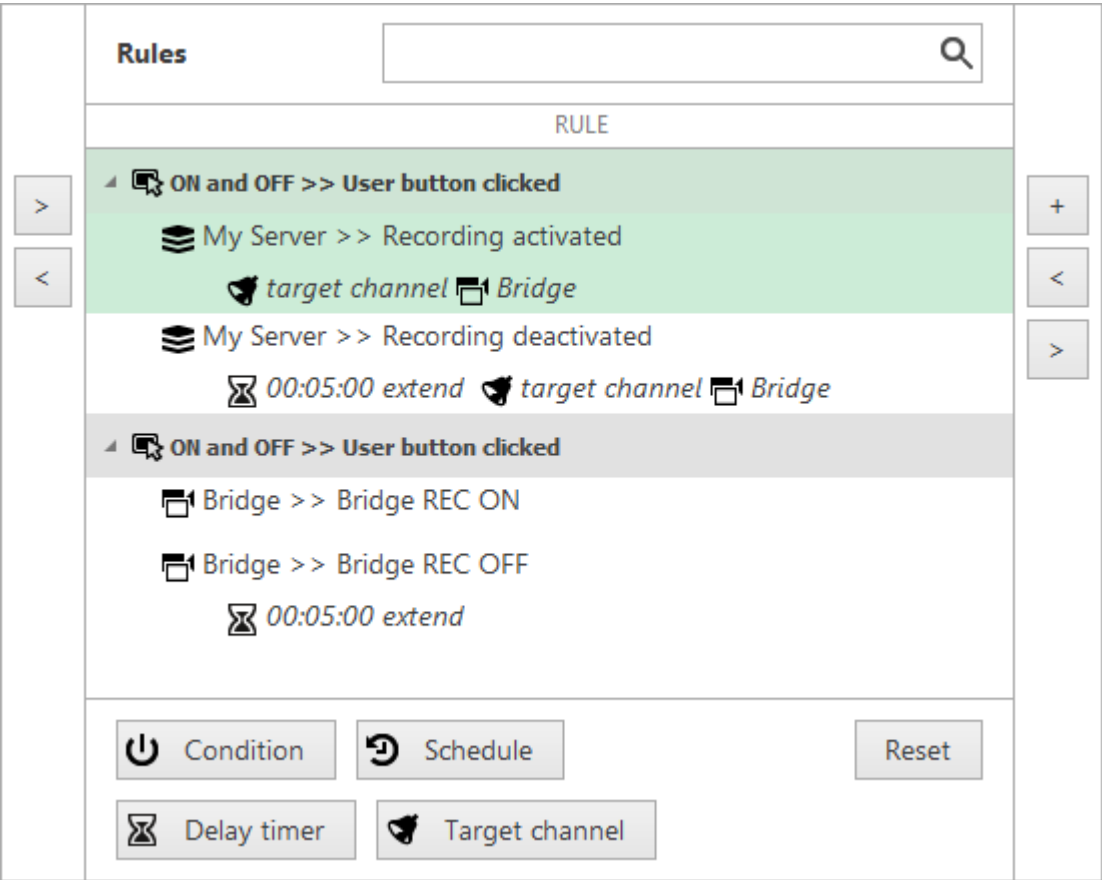 Rules
RULE
ON and OFF >> User button clicked
My Server >> Recording activated
target channel Bridge
My Server >> Recording deactivated
00:05:00 extend target channel Bridge
ON and OFF >> User button clicked
Bridge >> Bridge REC ON
Bridge >> Bridge REC OFF
00:05:00 extend
>
<
+
<
>
Condition Schedule Reset
Delay timer Target channel